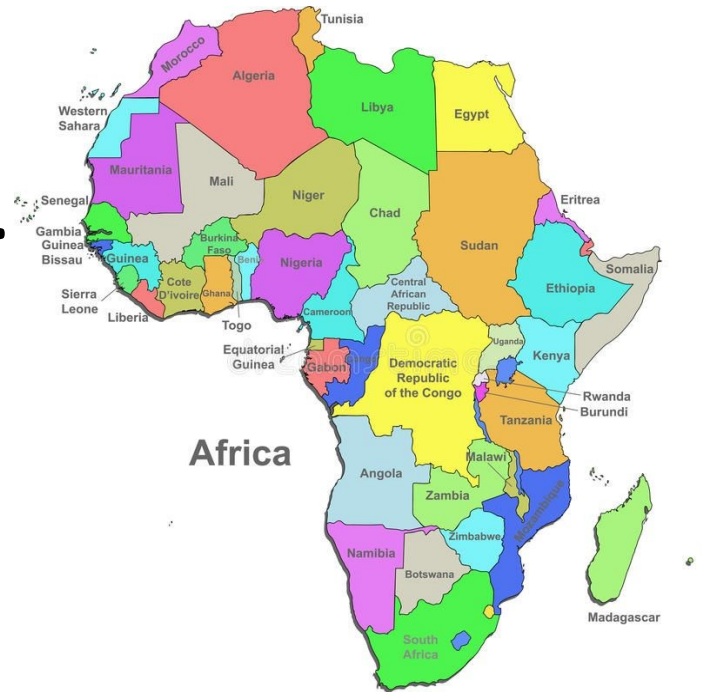 Tunisia
Morocco
Algeria
Libya
Egypt
Western
Sahara
Mauritania
Mali
Niger
Chad
Sudan
Eritrea
Senegal
Gambia
Guinea
Bissau
Guinea
Burkina
Faso
Nigeria
Somalia
Ethiopia
Sierra
Leone
Liberia
Cote
D'ivoire
Ghana
Togo
Central
African
Republic
Cameroon
Equatorial
Guinea
Gabon
Democratic
Republic
of the Congo
Uganda
Kenya
Rwanda
Burundi
Tanzania
Africa
Angola
Malawi
Zambia
Mozambique
Zimbabwe
Namibia
Botswana
Madagascar
South
Africa